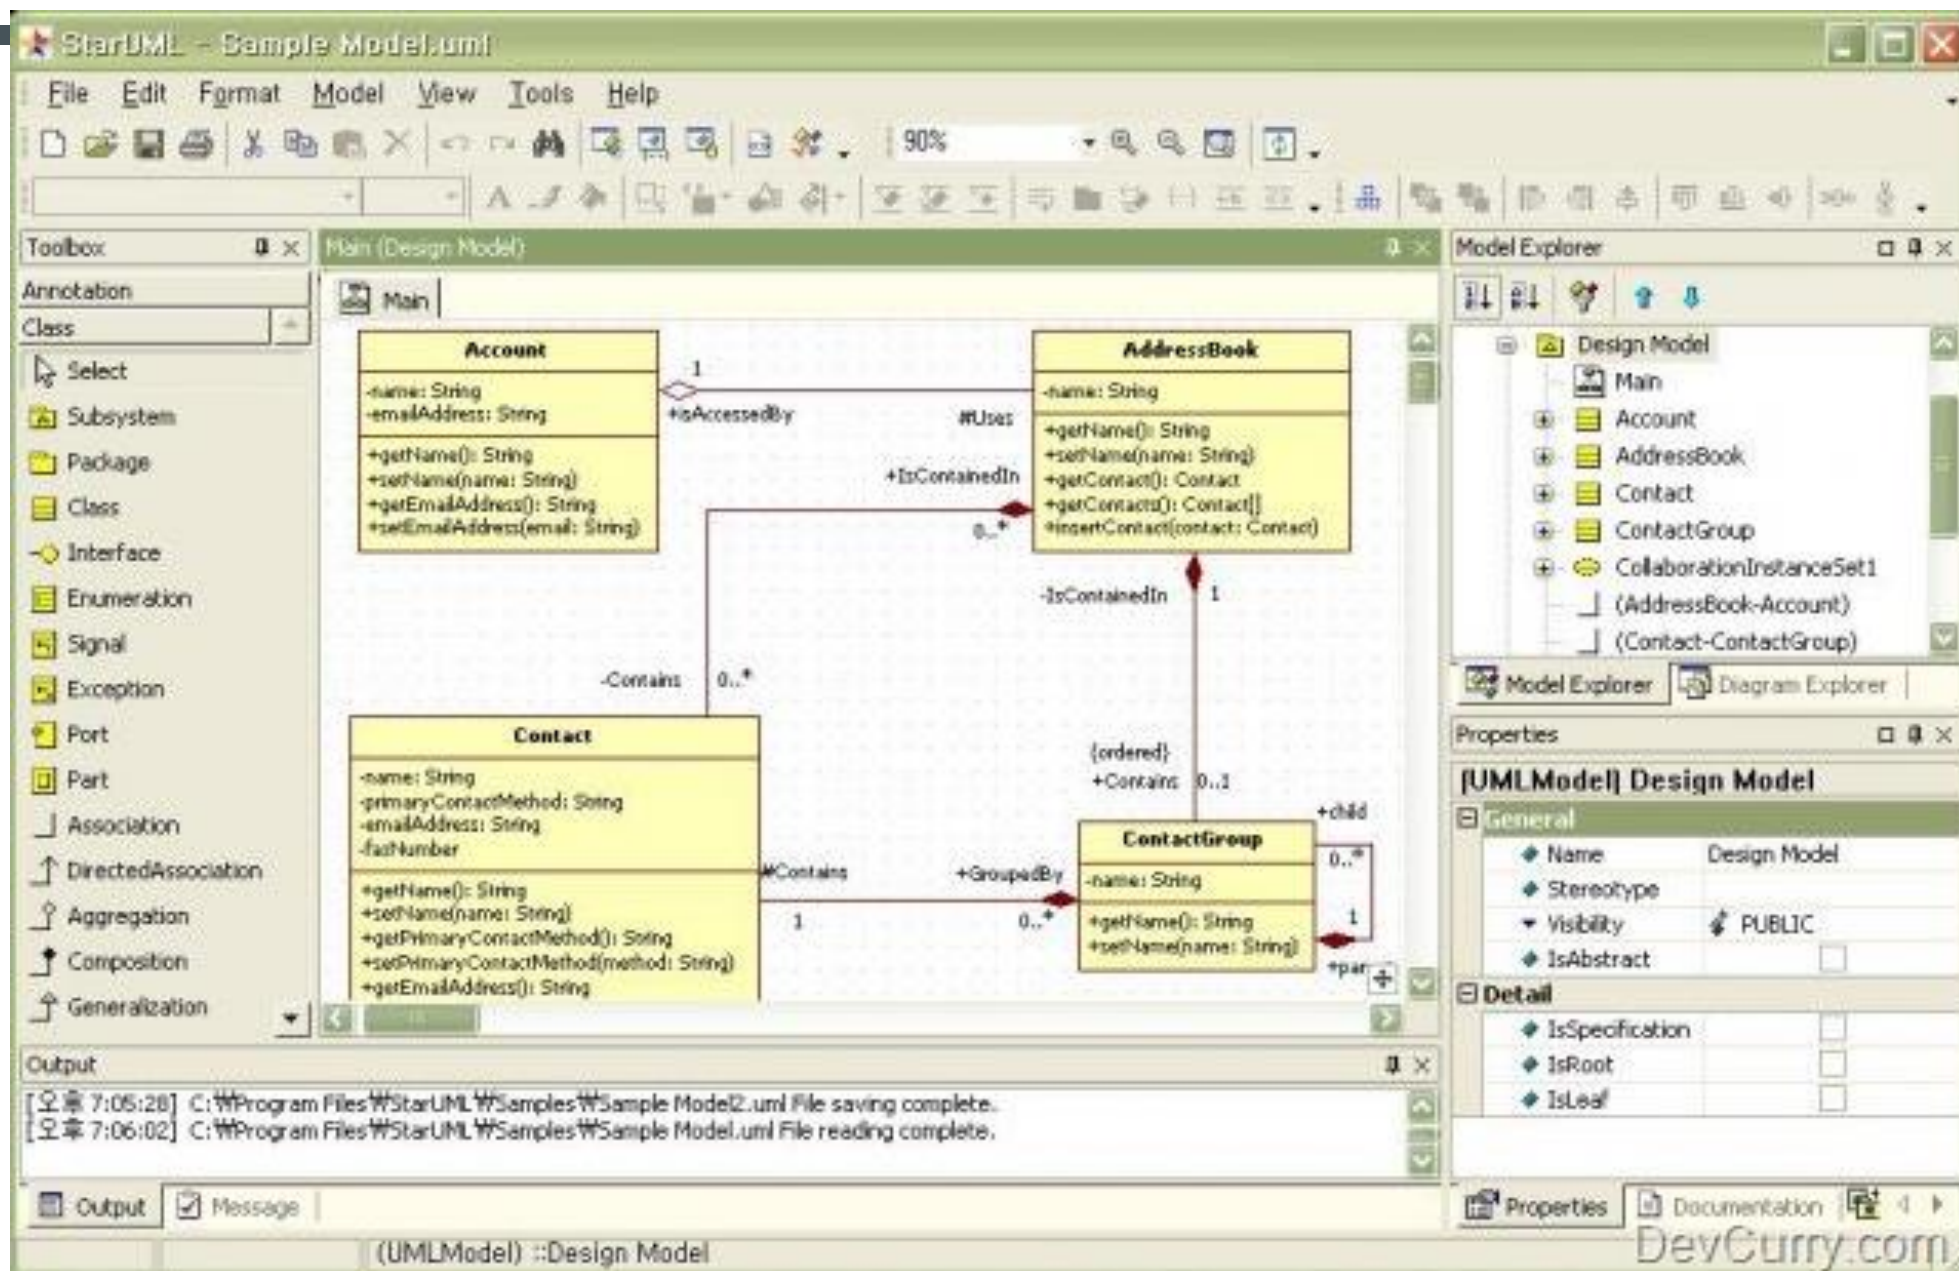 StarUML - Sample Model.uml
File Edit Format Model View Tools Help
90%
Toolbox
Annotation
Class
Select
Subsystem
Package
Class
Interface
Enumeration
Signal
Exception
Port
Part
Association
DirectedAssociation
Aggregation
Composition
Generalization
Main (Design Model)
Main
Account
-name: String
-emailAddress: String
+getName(): String
+setName(name: String)
+getEmailAddress(): String
+setEmailAddress(email: String)
1
+isAccessedBy
#Uses
AddressBook
-name: String
+getName(): String
+setName(name: String)
+getContact(): Contact
+getContacts(): Contact[]
+insertContact(contact: Contact)
+IsContainedIn
0..*
-IsContainedIn
1
-Contains
0..*
Contact
-name: String
-primaryContactMethod: String
-emailAddress: String
-faxNumber
+getName(): String
+setName(name: String)
+getPrimaryContactMethod(): String
+setPrimaryContactMethod(method: String)
+getEmailAddress(): String
{ordered}
+Contains
0..1
#Contains
1
+GroupedBy
0..*
ContactGroup
-name: String
+getName(): String
+setName(name: String)
+child
0..*
1
+par
Model Explorer
Design Model
Main
Account
AddressBook
Contact
ContactGroup
CollaborationInstanceSet1
(AddressBook-Account)
(Contact-ContactGroup)
Model Explorer
Diagram Explorer
Properties
(UMLModel) Design Model
General
Name Design Model
Stereotype
Visibility PUBLIC
IsAbstract
Detail
IsSpecification
IsRoot
IsLeaf
Properties
Documentation
Output
[오후 7:05:28] C:₩Program Files₩StarUML₩Samples₩Sample Model2.uml File saving complete.
[오후 7:06:02] C:₩Program Files₩StarUML₩Samples₩Sample Model.uml File reading complete.
Output
Message
(UMLModel) ::Design Model
DevCurry.com